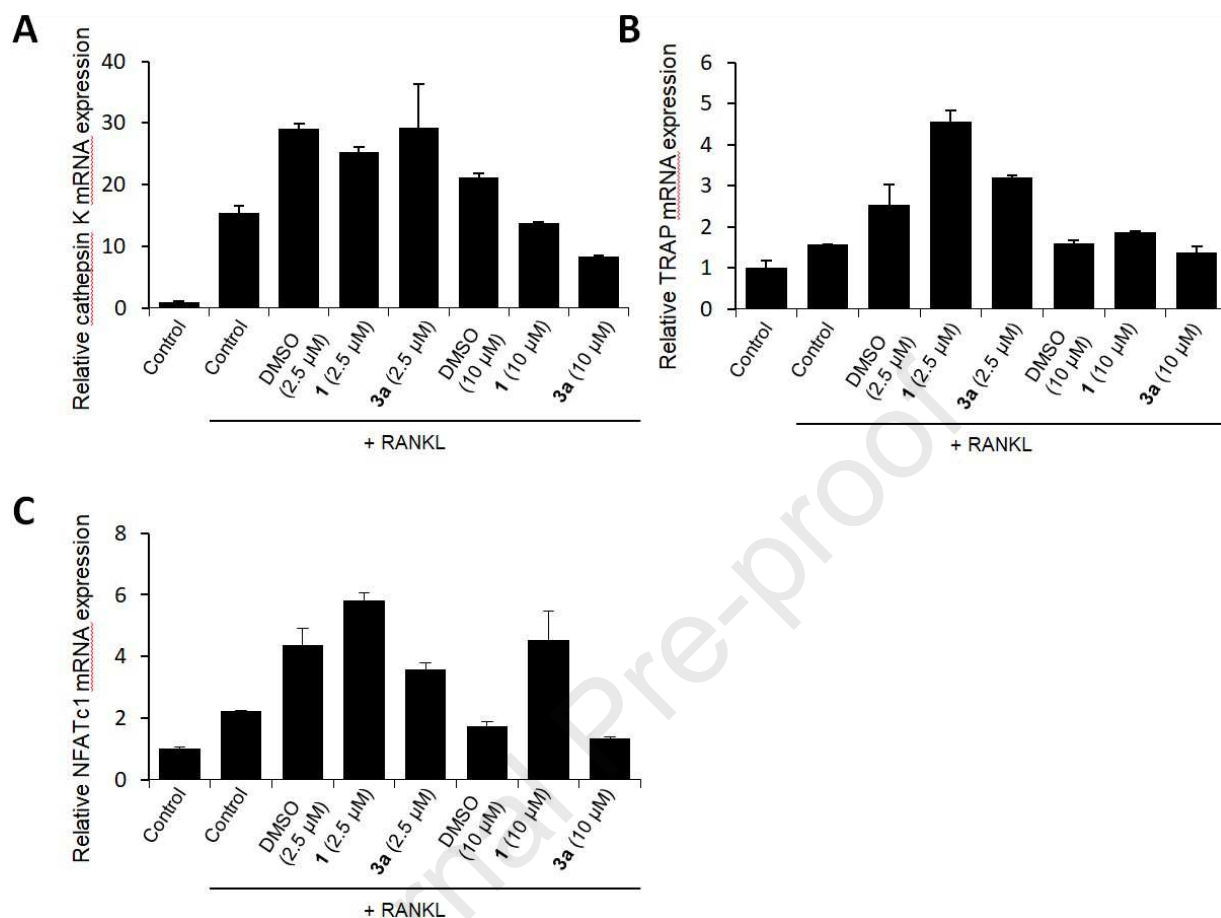 A
Relative cathepsin K mRNA expression
40
30
20
10
0
Control
Control
DMSO
(2.5 µM)
1 (2.5 µM)
3a (2.5 µM)
DMSO
(10 µM)
1 (10 µM)
3a (10 µM)
+ RANKL
B
Relative TRAP mRNA expression
6
5
4
3
2
1
0
Control
Control
DMSO
(2.5 µM)
1 (2.5 µM)
3a (2.5 µM)
DMSO
(10 µM)
1 (10 µM)
3a (10 µM)
+ RANKL
C
Relative NFATc1 mRNA expression
8
6
4
2
0
Control
Control
DMSO
(2.5 µM)
1 (2.5 µM)
3a (2.5 µM)
DMSO
(10 µM)
1 (10 µM)
3a (10 µM)
+ RANKL
rnal Pre-proof